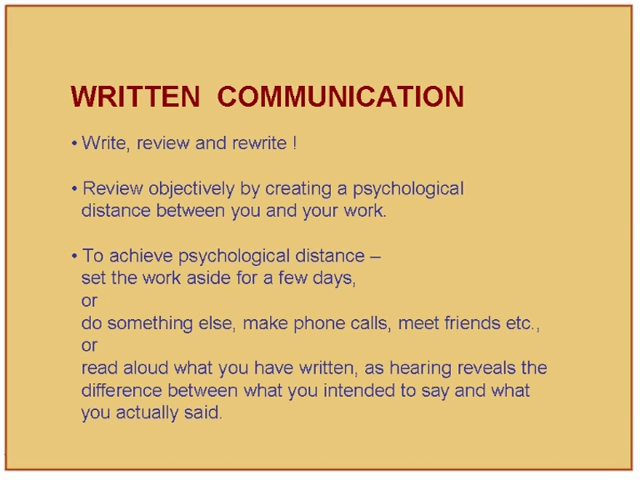 WRITTEN COMMUNICATION
• Write, review and rewrite !
• Review objectively by creating a psychological
distance between you and your work.
• To achieve psychological distance –
set the work aside for a few days,
or
do something else, make phone calls, meet friends etc.,
or
read aloud what you have written, as hearing reveals the
difference between what you intended to say and what
you actually said.